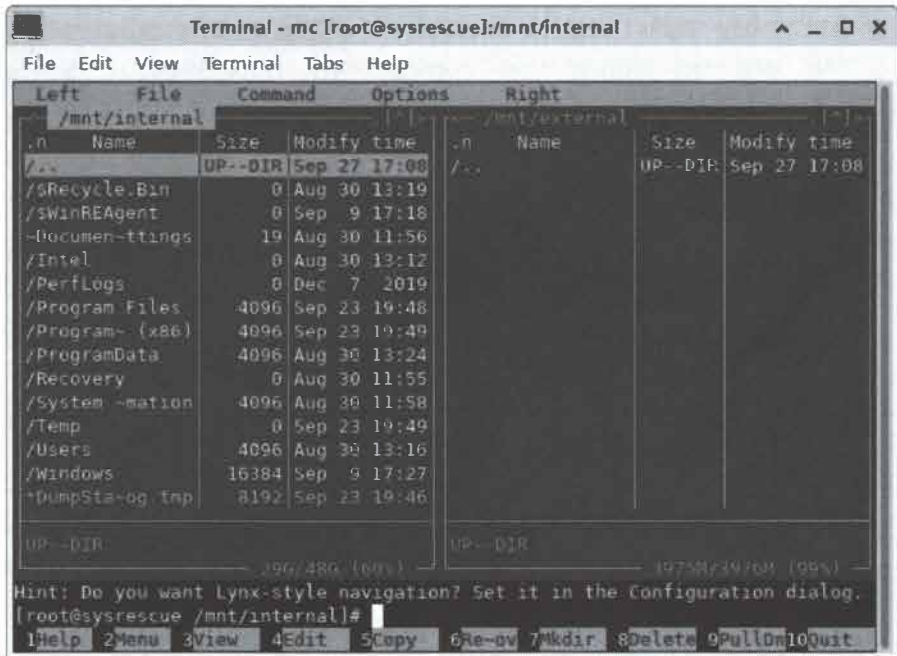 Terminal - mc [root@sysrescue]:/mnt/internal
File Edit View Terminal Tabs Help
Left File Command Options Right
/mnt/internal
.n Name Size Modify time
/.. UP--DIR Sep 27 17:08
/$Recycle.Bin 0 Aug 30 13:19
/$WinREAgent 0 Sep 9 17:18
~Documen~ttings 19 Aug 30 11:56
/Intel 0 Aug 30 13:12
/PerfLogs 0 Dec 7 2019
/Program Files 4096 Sep 23 19:48
/Program~ (x86) 4096 Sep 23 19:49
/ProgramData 4096 Aug 30 13:24
/Recovery 0 Aug 30 11:55
/System ~mation 4096 Aug 30 11:58
/Temp 0 Sep 23 19:49
/Users 4096 Aug 30 13:16
/Windows 16384 Sep 9 17:27
*DumpSta~og.tmp 8192 Sep 23 19:46
UP--DIR
29G/48G (60%)
/mnt/external
.n Name Size Modify time
/.. UP--DIR Sep 27 17:08
UP--DIR
3975M/3976M (99%)
Hint: Do you want Lynx-style navigation? Set it in the Configuration dialog.
[root@sysrescue /mnt/internal]#
1Help 2Menu 3View 4Edit 5Copy 6Re~ov 7Mkdir 8Delete 9PullDn 10Quit